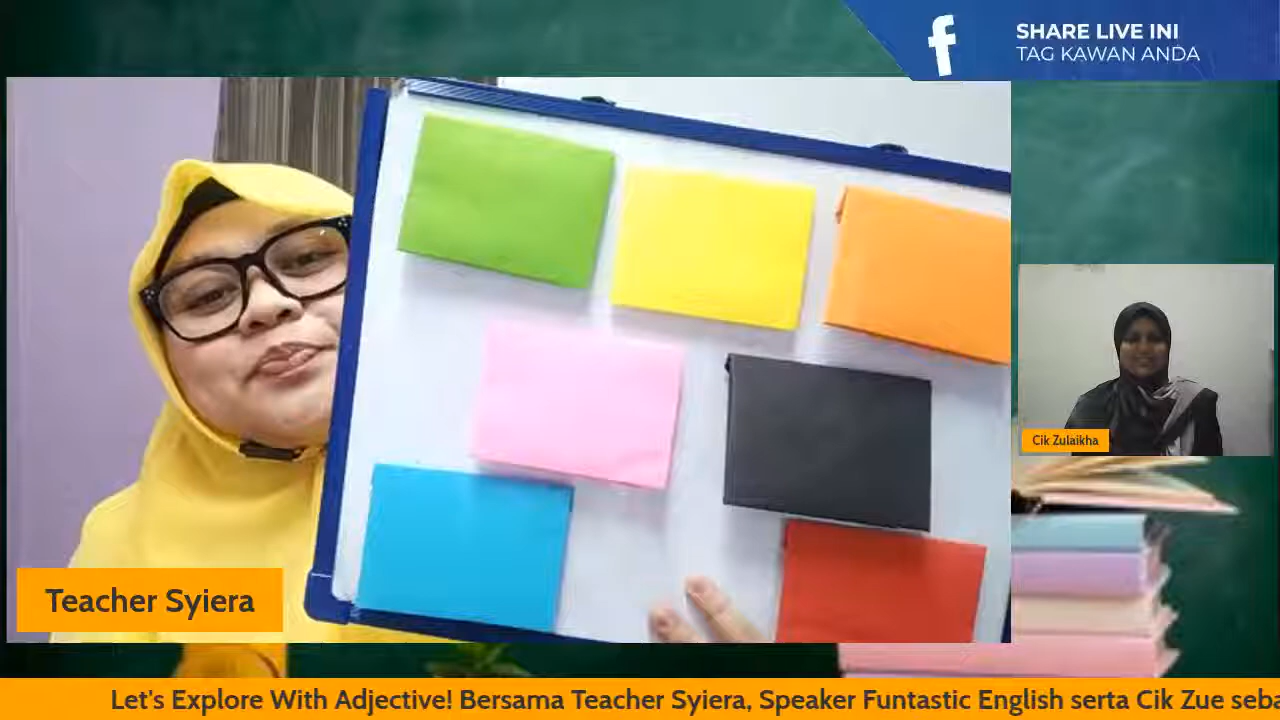 SHARE LIVE INI
TAG KAWAN ANDA
Cik Zulaikha
Teacher Syiera
Let's Explore With Adjective! Bersama Teacher Syiera, Speaker Funtastic English serta Cik Zue seba